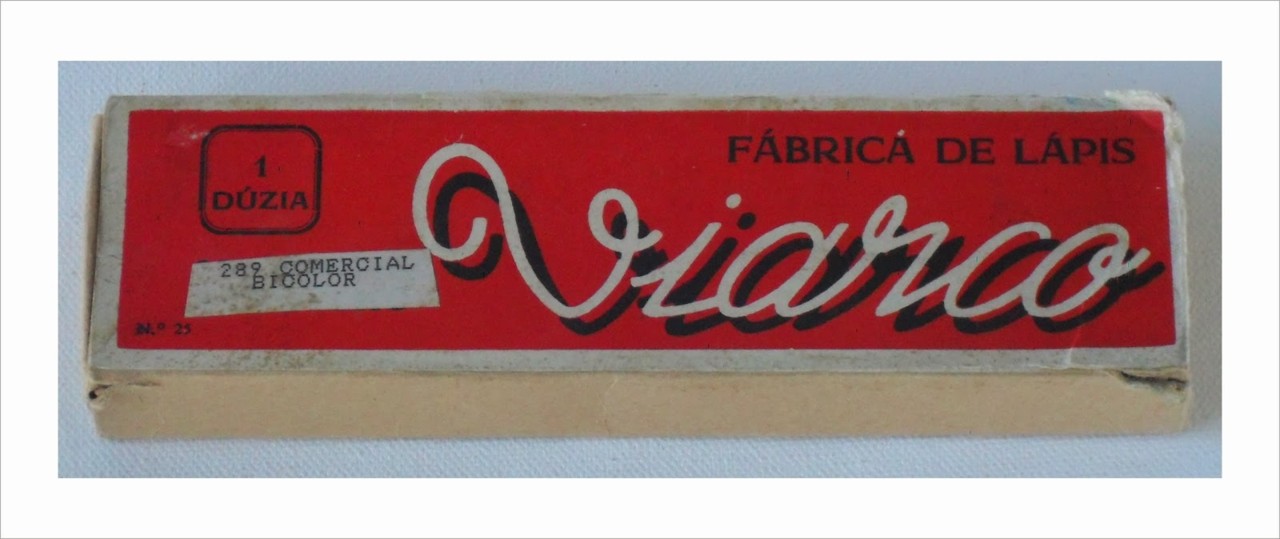 1
DÚZIA
FÁBRICA DE LÁPIS
Viarco
289 COMERCIAL
BICOLOR
N.º 25